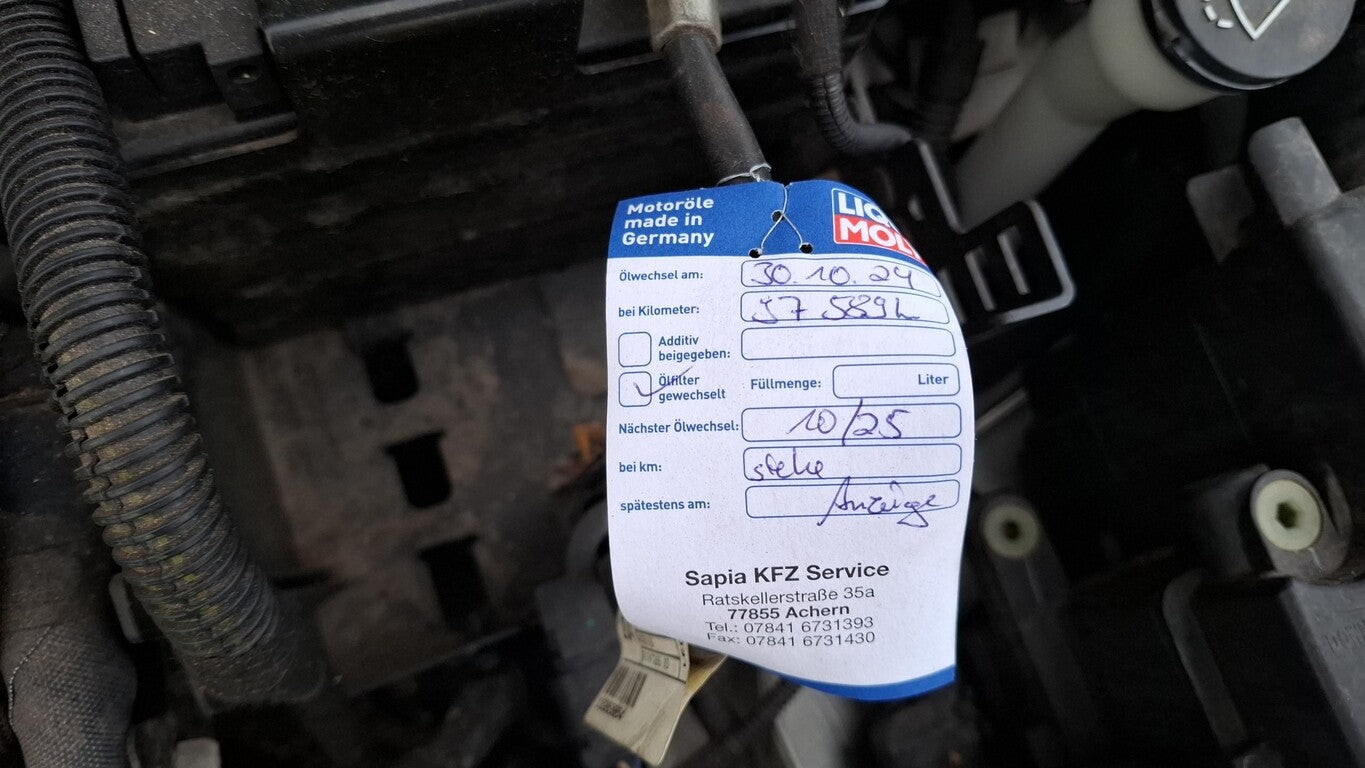 Motoröle
made in
Germany
LIQUI
MOLY
Ölwechsel am: 30.10.24
bei Kilometer: 97 589 h
Additiv
beigegeben:
Ölfilter
gewechselt
Füllmenge: Liter
Nächster Ölwechsel: 10/25
bei km: siehe
spätestens am: Anzeige
Sapia KFZ Service
Ratskellerstraße 35a
77855 Achern
Tel.: 07841 6731393
Fax: 07841 6731430